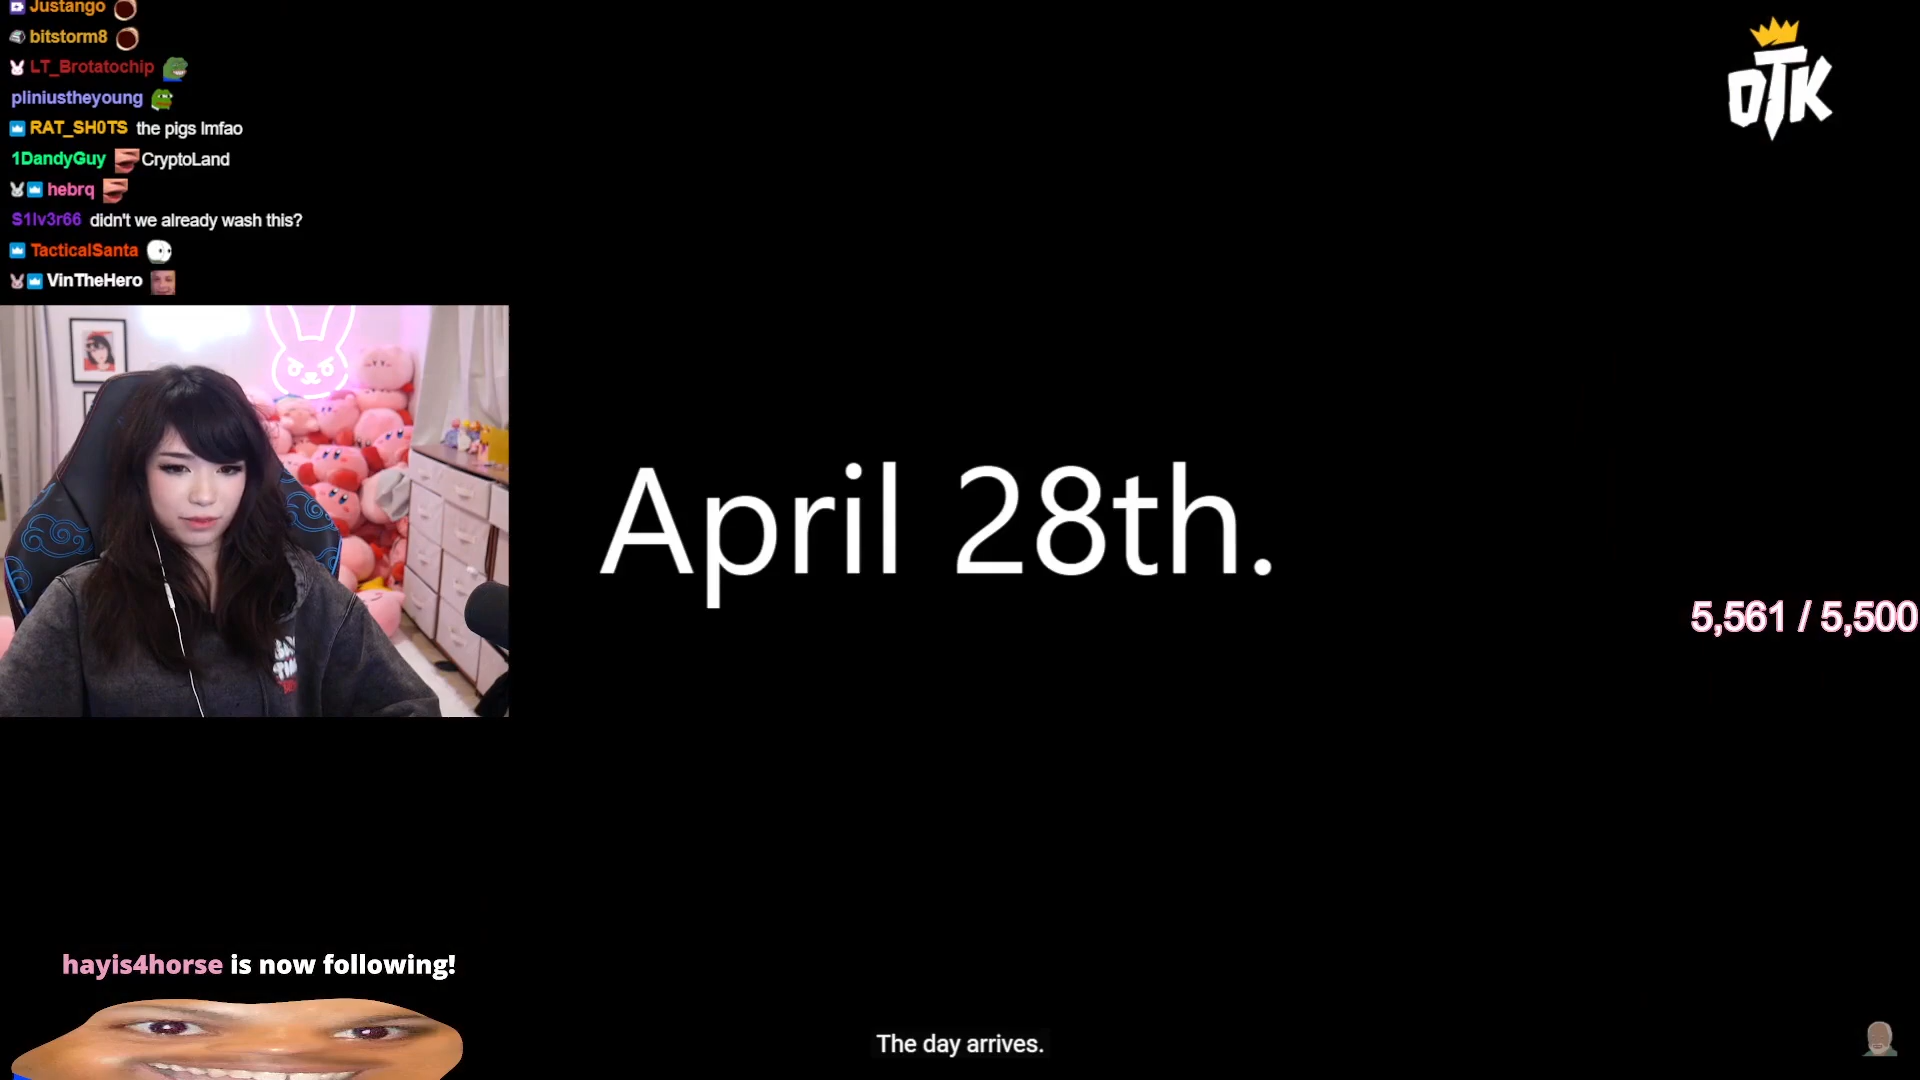 Justango
bitstorm8
LT_Brotatochip
pliniustheyoung
RAT_SH0TS the pigs lmfao
1DandyGuy CryptoLand
hebrq
S1lv3r66 didn't we already wash this?
TacticalSanta
VinTheHero
OTK
April 28th.
5,561 / 5,500
hayis4horse is now following!
The day arrives.